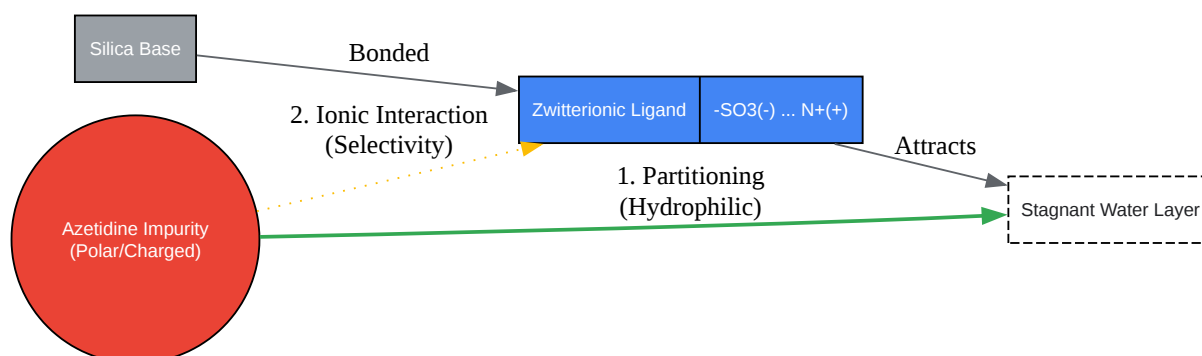 Silica Base
Bonded
Zwitterionic Ligand
-SO3(-) ... N+(+)
2. Ionic Interaction
(Selectivity)
Attracts
1. Partitioning
(Hydrophilic)
Stagnant Water Layer
Azetidine Impurity
(Polar/Charged)